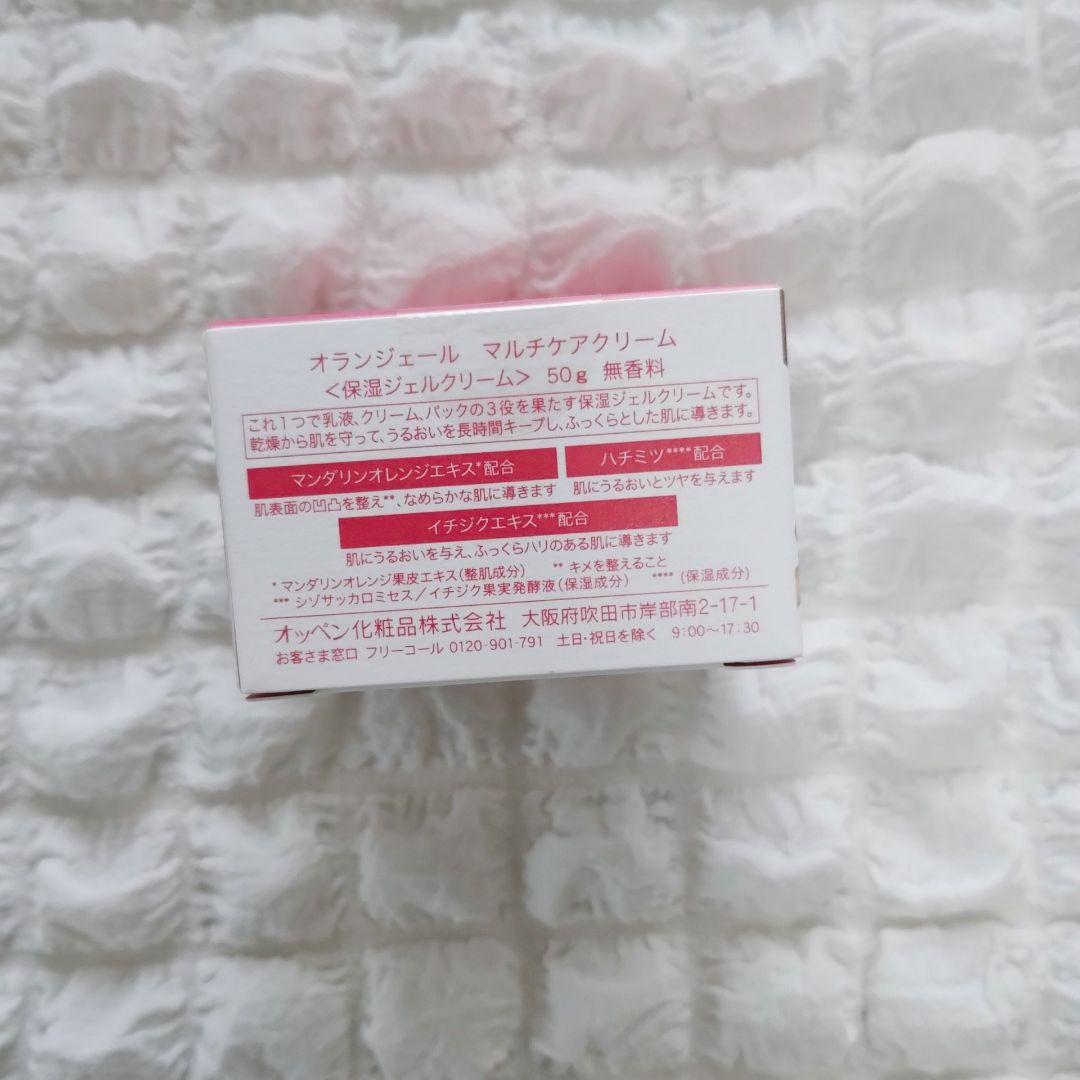 オランジェール マルチケアクリーム
＜保湿ジェルクリーム＞ 50g 無香料
これ1つで乳液、クリーム、パックの3役を果たす保湿ジェルクリームです。
乾燥から肌を守って、うるおいを長時間キープし、ふっくらとした肌に導きます。
マンダリンオレンジエキス*配合
肌表面の凹凸を整え**、なめらかな肌に導きます
ハチミツ****配合
肌にうるおいとツヤを与えます
イチジクエキス***配合
肌にうるおいを与え、ふっくらハリのある肌に導きます
* マンダリンオレンジ果皮エキス(整肌成分) ** キメを整えること
*** シゾサッカロミセス/イチジク果実発酵液(保湿成分) **** (保湿成分)
オッペン化粧品株式会社 大阪府吹田市岸部南2-17-1
お客さま窓口 フリーコール 0120-901-791 土日・祝日を除く 9:00〜17:30